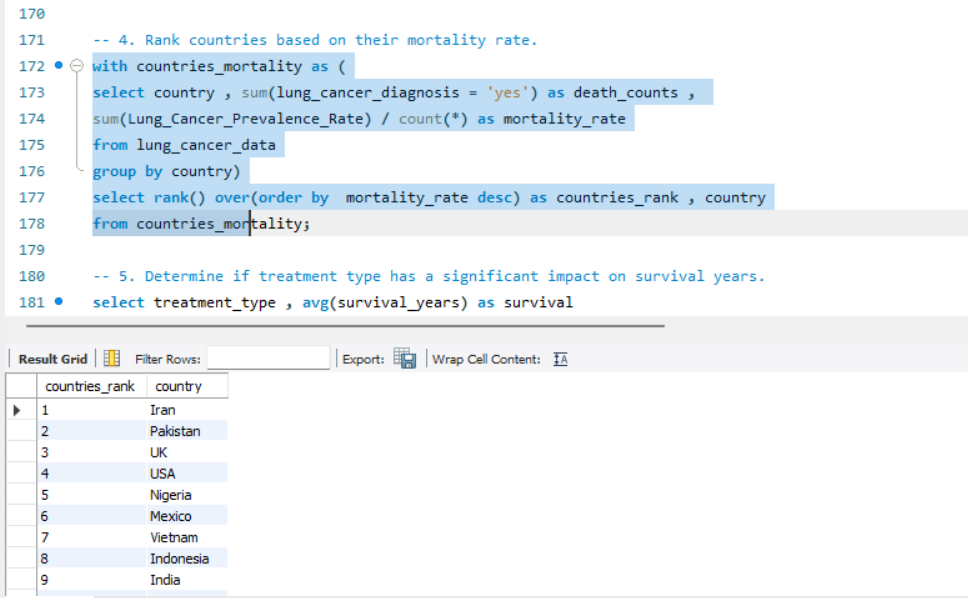 170
171 -- 4. Rank countries based on their mortality rate.
172 with countries_mortality as (
173 select country , sum(lung_cancer_diagnosis = 'yes') as death_counts ,
174 sum(Lung_Cancer_Prevalence_Rate) / count(*) as mortality_rate
175 from lung_cancer_data
176 group by country)
177 select rank() over(order by  mortality_rate desc) as countries_rank , country
178 from countries_mortality;
179
180 -- 5. Determine if treatment type has a significant impact on survival years.
181 select treatment_type , avg(survival_years) as survival
Result Grid Filter Rows: Export: Wrap Cell Content: IA
countries_rank country
1 Iran
2 Pakistan
3 UK
4 USA
5 Nigeria
6 Mexico
7 Vietnam
8 Indonesia
9 India